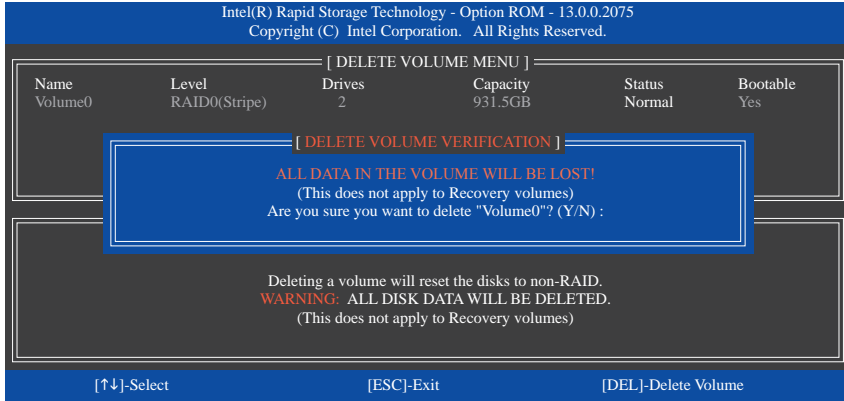 Intel(R) Rapid Storage Technology - Option ROM - 13.0.0.2075
Copyright (C) Intel Corporation. All Rights Reserved.
[ DELETE VOLUME MENU ]
Name Level Drives Capacity Status Bootable
Volume0 RAID0(Stripe) 2 931.5GB Normal Yes
[ DELETE VOLUME VERIFICATION ]
ALL DATA IN THE VOLUME WILL BE LOST!
(This does not apply to Recovery volumes)
Are you sure you want to delete "Volume0"? (Y/N) :
Deleting a volume will reset the disks to non-RAID.
WARNING: ALL DISK DATA WILL BE DELETED.
(This does not apply to Recovery volumes)
[↑↓]-Select [ESC]-Exit [DEL]-Delete Volume